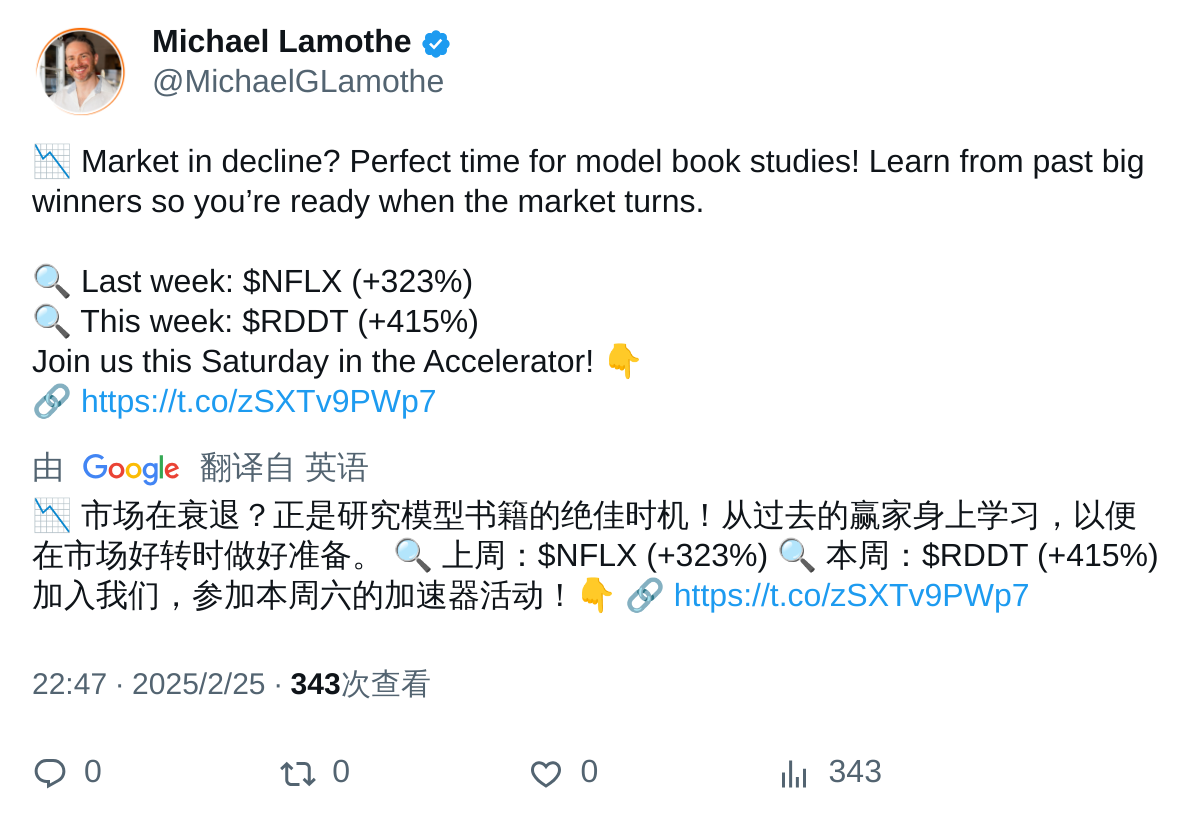 Michael Lamothe
@MichaelGLamothe
📉 Market in decline? Perfect time for model book studies! Learn from past big
winners so you’re ready when the market turns.
🔍 Last week: $NFLX (+323%)
🔍 This week: $RDDT (+415%)
Join us this Saturday in the Accelerator! 👇
🔗 https://t.co/zSXTv9PWp7
由 Google 翻译自 英语
📉 市场在衰退？正是研究模型书籍的绝佳时机！从过去的赢家身上学习，以便
在市场好转时做好准备。 🔍 上周：$NFLX (+323%) 🔍 本周：$RDDT (+415%)
加入我们，参加本周六的加速器活动！👇 🔗 https://t.co/zSXTv9PWp7
22:47 · 2025/2/25 · 343次查看
0 0 0 343